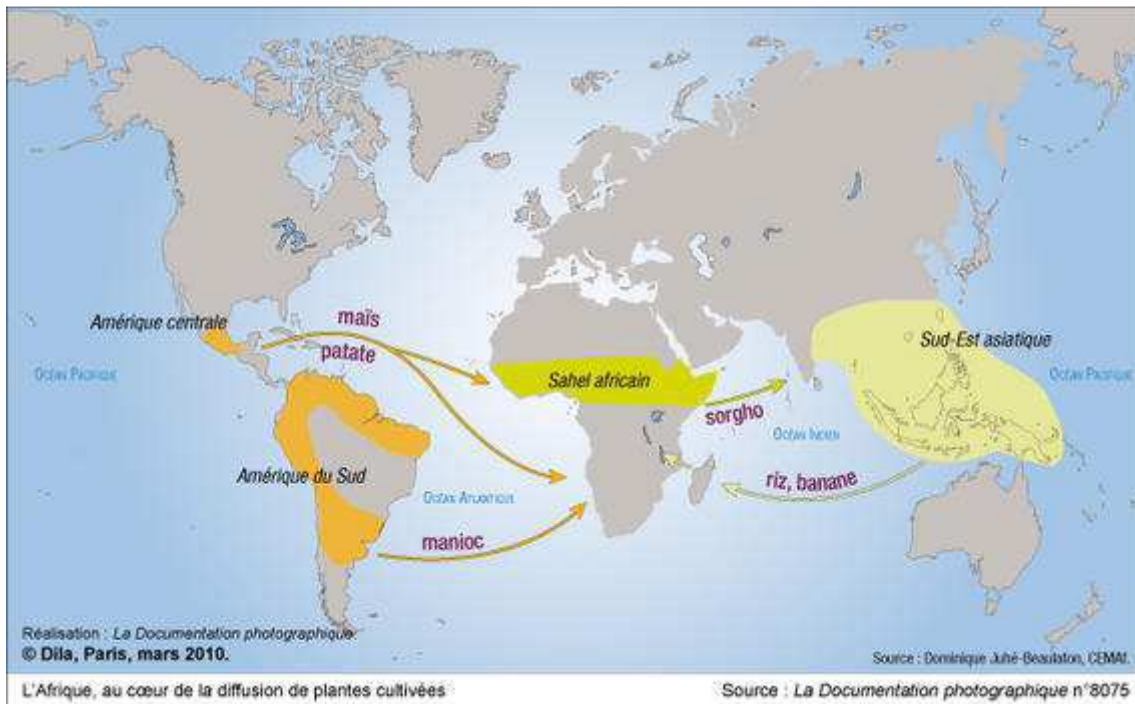 Amérique centrale
maïs
patate
OCÉAN PACIFIQUE
Sahel africain
Sud-Est asiatique
OCÉAN PACIFIQUE
sorgho
OCÉAN INDIEN
Amérique du Sud
OCÉAN ATLANTIQUE
riz, banane
manioc
Réalisation : La Documentation photographique.
© Dila, Paris, mars 2010.
Source : Dominique Juhé-Beaulaton, CEMAf.
L'Afrique, au cœur de la diffusion de plantes cultivées
Source : La Documentation photographique n°8075